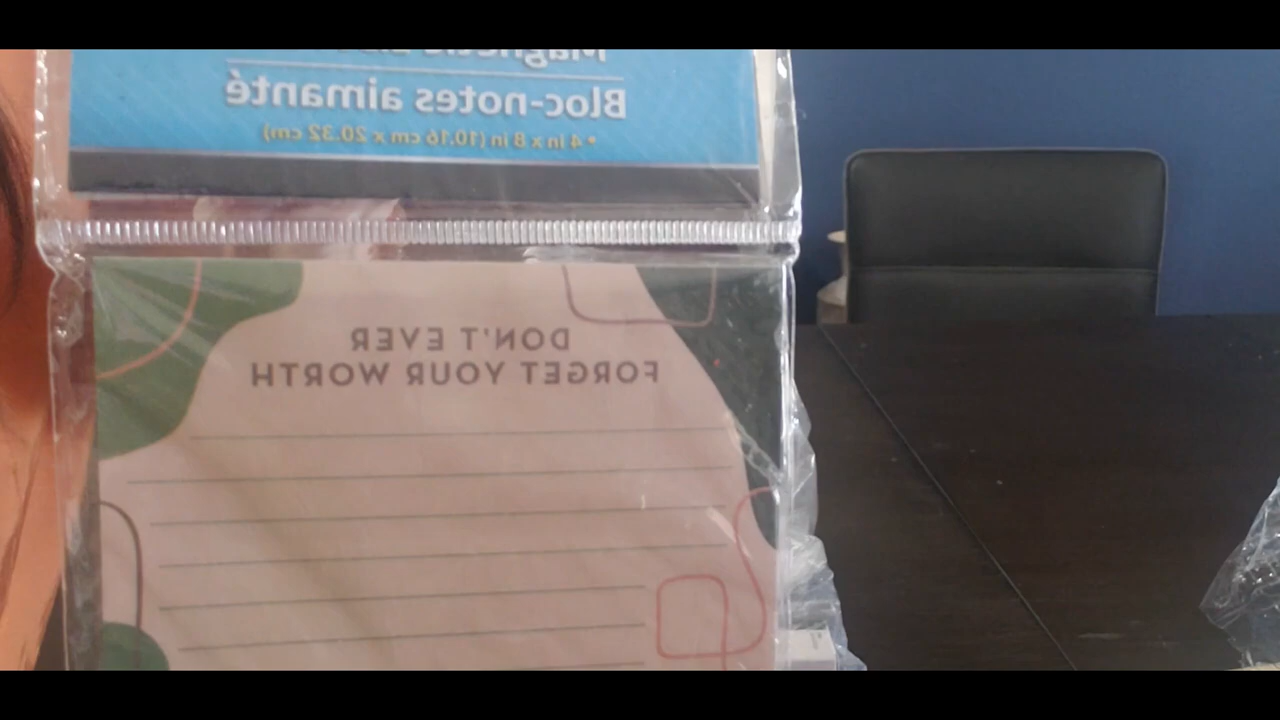 Bloc-notes aimanté
• 4 in x 8 in (10.16 cm x 20.32 cm)
DON'T EVER
FORGET YOUR WORTH